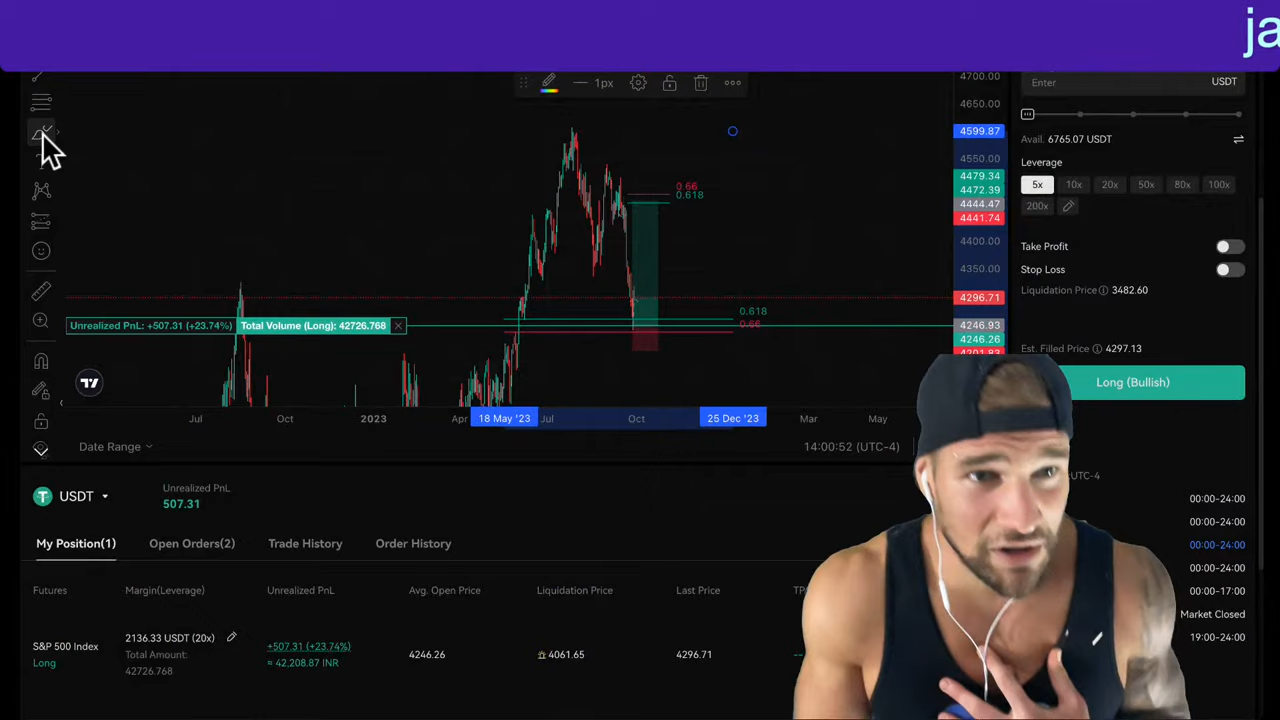 ja
1px
4700.00
4650.00
4599.87
4550.00
4479.34
4472.39
4444.47
4441.74
4400.00
4350.00
4296.71
4246.93
4246.26
4201.83
0.66
0.618
0.618
0.66
Unrealized PnL: +507.31 (+23.74%) Total Volume (Long): 42726.768
Jul Oct 2023 Apr 18 May '23 Jul Oct 25 Dec '23 Mar May
Date Range 14:00:52 (UTC-4)
Enter USDT
Avail. 6765.07 USDT
Leverage
5x 10x 20x 50x 80x 100x
200x
Take Profit
Stop Loss
Liquidation Price 3482.60
Est. Filled Price 4297.13
Long (Bullish)
UTC-4
00:00-24:00
00:00-24:00
00:00-24:00
00:00-24:00
00:00-17:00
Market Closed
19:00-24:00
USDT
Unrealized PnL
507.31
My Position(1) Open Orders(2) Trade History Order History
Futures Margin(Leverage) Unrealized PnL Avg. Open Price Liquidation Price Last Price
S&P 500 Index
Long
2136.33 USDT (20x)
Total Amount:
42726.768
+507.31 (+23.74%)
≈ 42,208.87 INR
4246.26
4061.65
4296.71
--